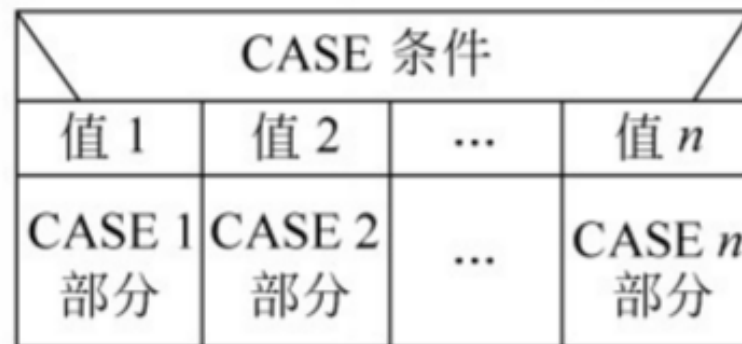 CASE 条件
值 1 值 2 ... 值 n
CASE 1 CASE 2 ... CASE n
部分 部分 部分